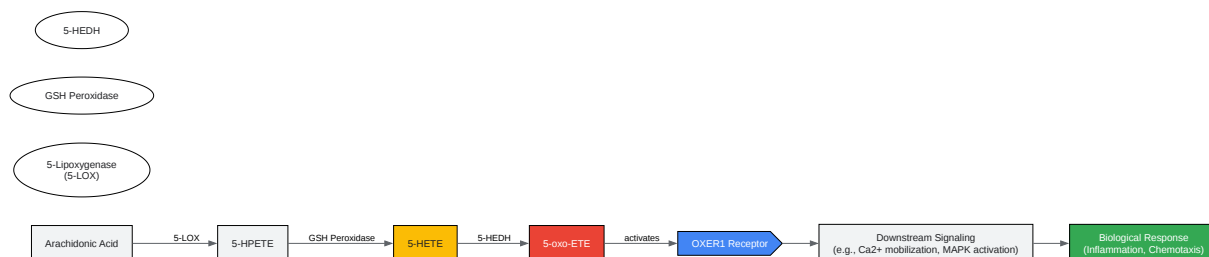 5-HEDH
GSH Peroxidase
5-Lipoxygenase
(5-LOX)
Arachidonic Acid
5-LOX
5-HPETE
GSH Peroxidase
5-HETE
5-HEDH
5-oxo-ETE
activates
OXER1 Receptor
Downstream Signaling
(e.g., Ca2+ mobilization, MAPK activation)
Biological Response
(Inflammation, Chemotaxis)